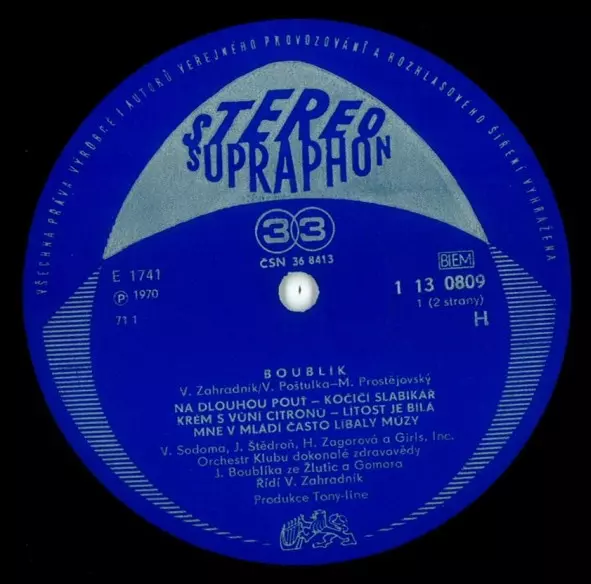 VŠECHNA PRÁVA VÝROBCE I AUTORŮ VEŘEJNÉHO PROVOZOVÁNÍ A ROZHLASOVÉHO ŠÍŘENÍ VYHRAŽENA
STEREO
SUPRAPHON
33
ČSN 36 8413
E 1741
BIEM
Ⓟ 1970
1 13 0809
71 1
1 (2 strany)
H
BOUBLÍK
V. Zahradník/V. Poštulka–M. Prostějovský
NA DLOUHOU POUŤ – KOČIČÍ SLABIKÁŘ
KRÉM S VŮNÍ CITRONŮ – LÍTOST JE BÍLÁ
MNE V MLÁDÍ ČASTO LÍBALY MÚZY
V. Sodoma, J. Štědroň, H. Zagorová a Girls, Inc.
Orchestr Klubu dokonalé zdravovědy
J. Boublíka ze Žlutic a Gomora
Řídí V. Zahradník
Produkce Tony-line